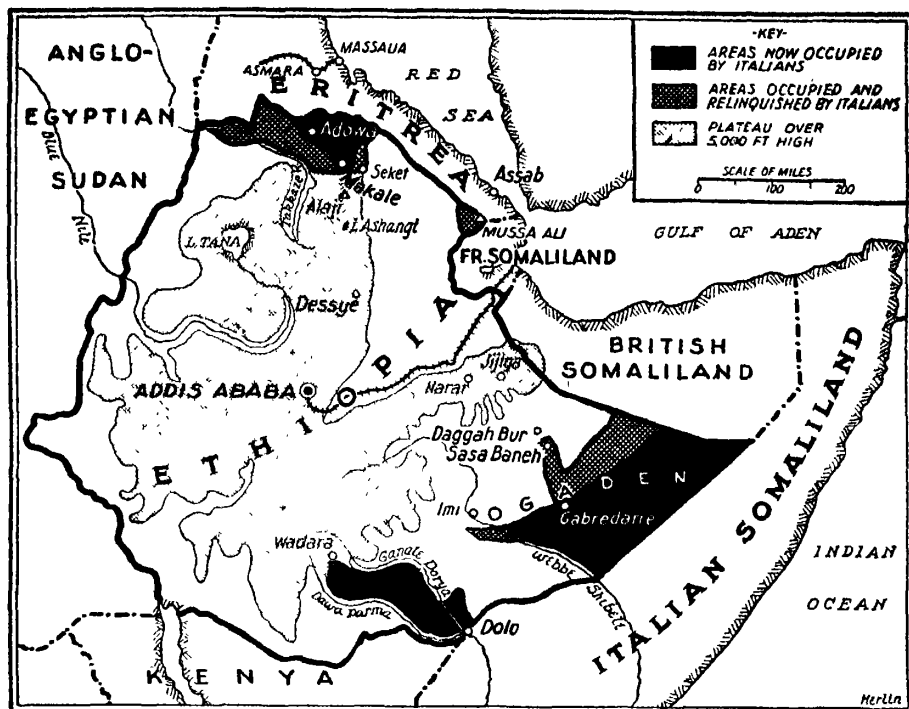 ANGLO-
EGYPTIAN
SUDAN
Blue
Nile
ASMARA
MASSAUA
RED
SEA
ERITREA
Adowa
Makale
Seket
Takkaze
Alaji
L Ashangi
Assab
MUSSA ALI
FR. SOMALILAND
GULF OF ADEN
-KEY-
AREAS NOW OCCUPIED
BY ITALIANS
AREAS OCCUPIED AND
RELINQUISHED BY ITALIANS
PLATEAU OVER
5,000 FT HIGH
SCALE OF MILES
0 100 200
L. TANA
Dessye
ETHIOPIA
ADDIS ABABA
Jijiga
Harar
BRITISH
SOMALILAND
Daggah Bur
Sasa Baneh
OGADEN
Imi
Gabredarre
Webbe Shibeli
Wadara
Ganale Dorya
Dawa Parma
Dolo
ITALIAN SOMALILAND
INDIAN
OCEAN
KENYA
Merlin